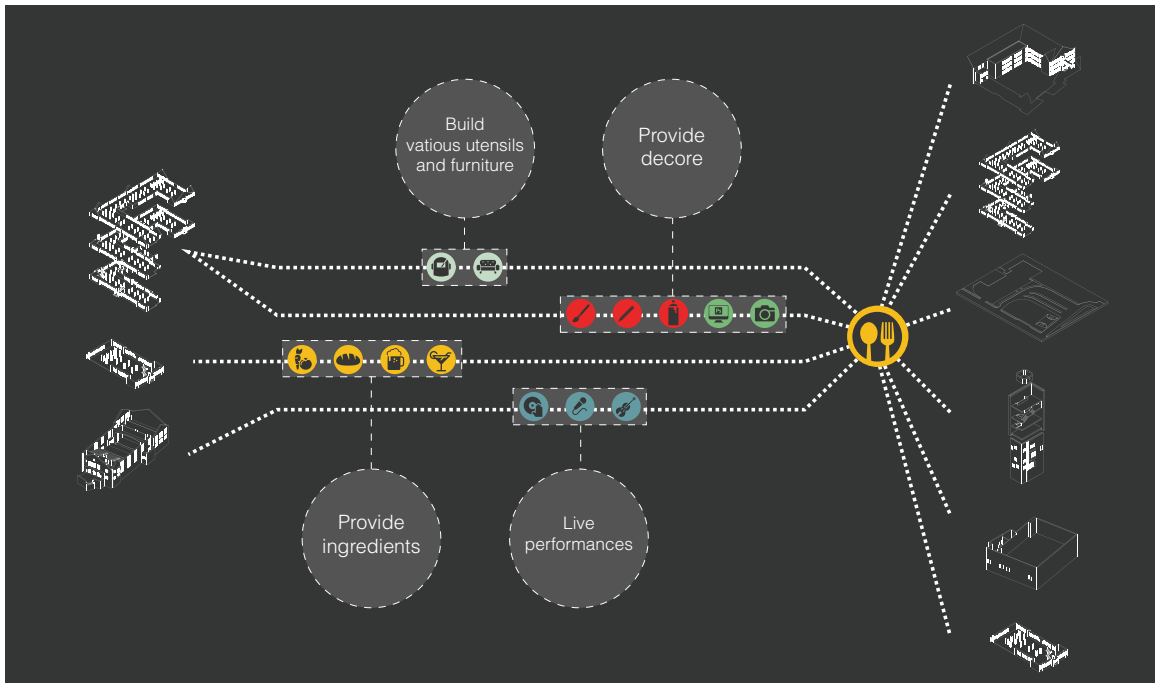 Build
vatious utensils
and furniture
Provide
decore
Provide
ingredients
Live
performances